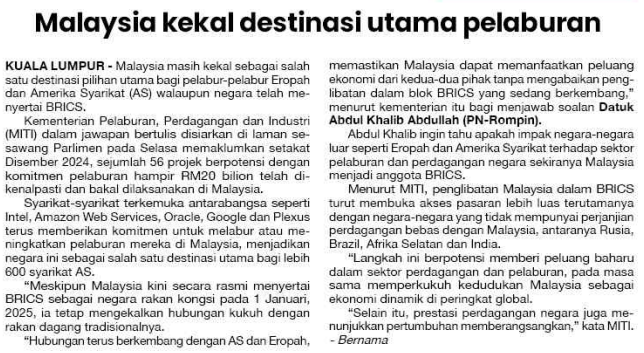 Malaysia kekal destinasi utama pelaburan
KUALA LUMPUR - Malaysia masih kekal sebagai salah
satu destinasi pilihan utama bagi pelabur-pelabur Eropah
dan Amerika Syarikat (AS) walaupun negara telah me-
nyertai BRICS.
Kementerian Pelaburan, Perdagangan dan Industri
(MITI) dalam jawapan bertulis disiarkan di laman se-
sawang Parlimen pada Selasa memaklumkan setakat
Disember 2024, sejumlah 56 projek berpotensi dengan
komitmen pelaburan hampir RM20 bilion telah di-
kenalpasti dan bakal dilaksanakan di Malaysia.
Syarikat-syarikat terkemuka antarabangsa seperti
Intel, Amazon Web Services, Oracle, Google dan Plexus
terus memberikan komitmen untuk melabur atau me-
ningkatkan pelaburan mereka di Malaysia, menjadikan
negara ini sebagai salah satu destinasi utama bagi lebih
600 syarikat AS.
"Meskipun Malaysia kini secara rasmi menyertai
BRICS sebagai negara rakan kongsi pada 1 Januari,
2025, ia tetap mengekalkan hubungan kukuh dengan
rakan dagang tradisionalnya.
"Hubungan terus berkembang dengan AS dan Eropah,
memastikan Malaysia dapat memanfaatkan peluang
ekonomi dari kedua-dua pihak tanpa mengabaikan peng-
libatan dalam blok BRICS yang sedang berkembang,"
menurut kementerian itu bagi menjawab soalan Datuk
Abdul Khalib Abdullah (PN-Rompin).
Abdul Khalib ingin tahu apakah impak negara-negara
luar seperti Eropah dan Amerika Syarikat terhadap sektor
pelaburan dan perdagangan negara sekiranya Malaysia
menjadi anggota BRICS.
Menurut MITI, penglibatan Malaysia dalam BRICS
turut membuka akses pasaran lebih luas terutamanya
dengan negara-negara yang tidak mempunyai perjanjian
perdagangan bebas dengan Malaysia, antaranya Rusia,
Brazil, Afrika Selatan dan India.
"Langkah ini berpotensi memberi peluang baharu
dalam sektor perdagangan dan pelaburan, pada masa
sama memperkukuh kedudukan Malaysia sebagai
ekonomi dinamik di peringkat global.
"Selain itu, prestasi perdagangan negara juga me-
nunjukkan pertumbuhan memberangsangkan," kata MITI.
- Bernama